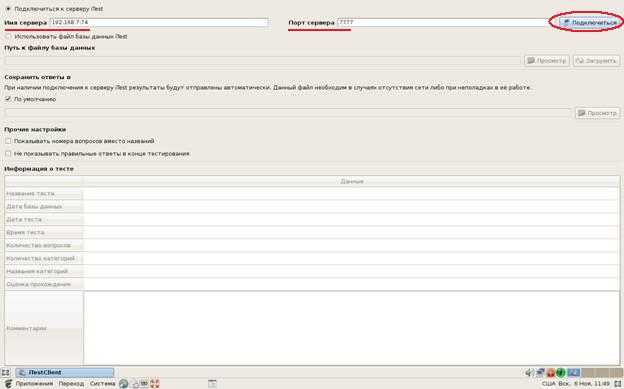 Подключиться к серверу iTest
Имя сервера 192.168.7.74 Порт сервера 7777 Подключиться
Использовать файл базы данных iTest
Путь к файлу базы данных
Просмотр Загрузить
Сохранить ответы в
При наличии подключения к серверу iTest результаты будут отправлены автоматически. Данный файл необходим в случаях отсутствия сети либо при неполадках в её работе.
По умолчанию
Просмотр
Прочие настройки
Показывать номера вопросов вместо названий
Не показывать правильные ответы в конце тестирования
Информация о тесте
Данные
Название теста
Дата базы данных
Дата теста
Время теста
Количество вопросов
Количество категорий
Названия категорий
Оценка прохождения
Комментарии
iTestClient
Приложения Переход Система США Вск, 6 Ноя, 11:49